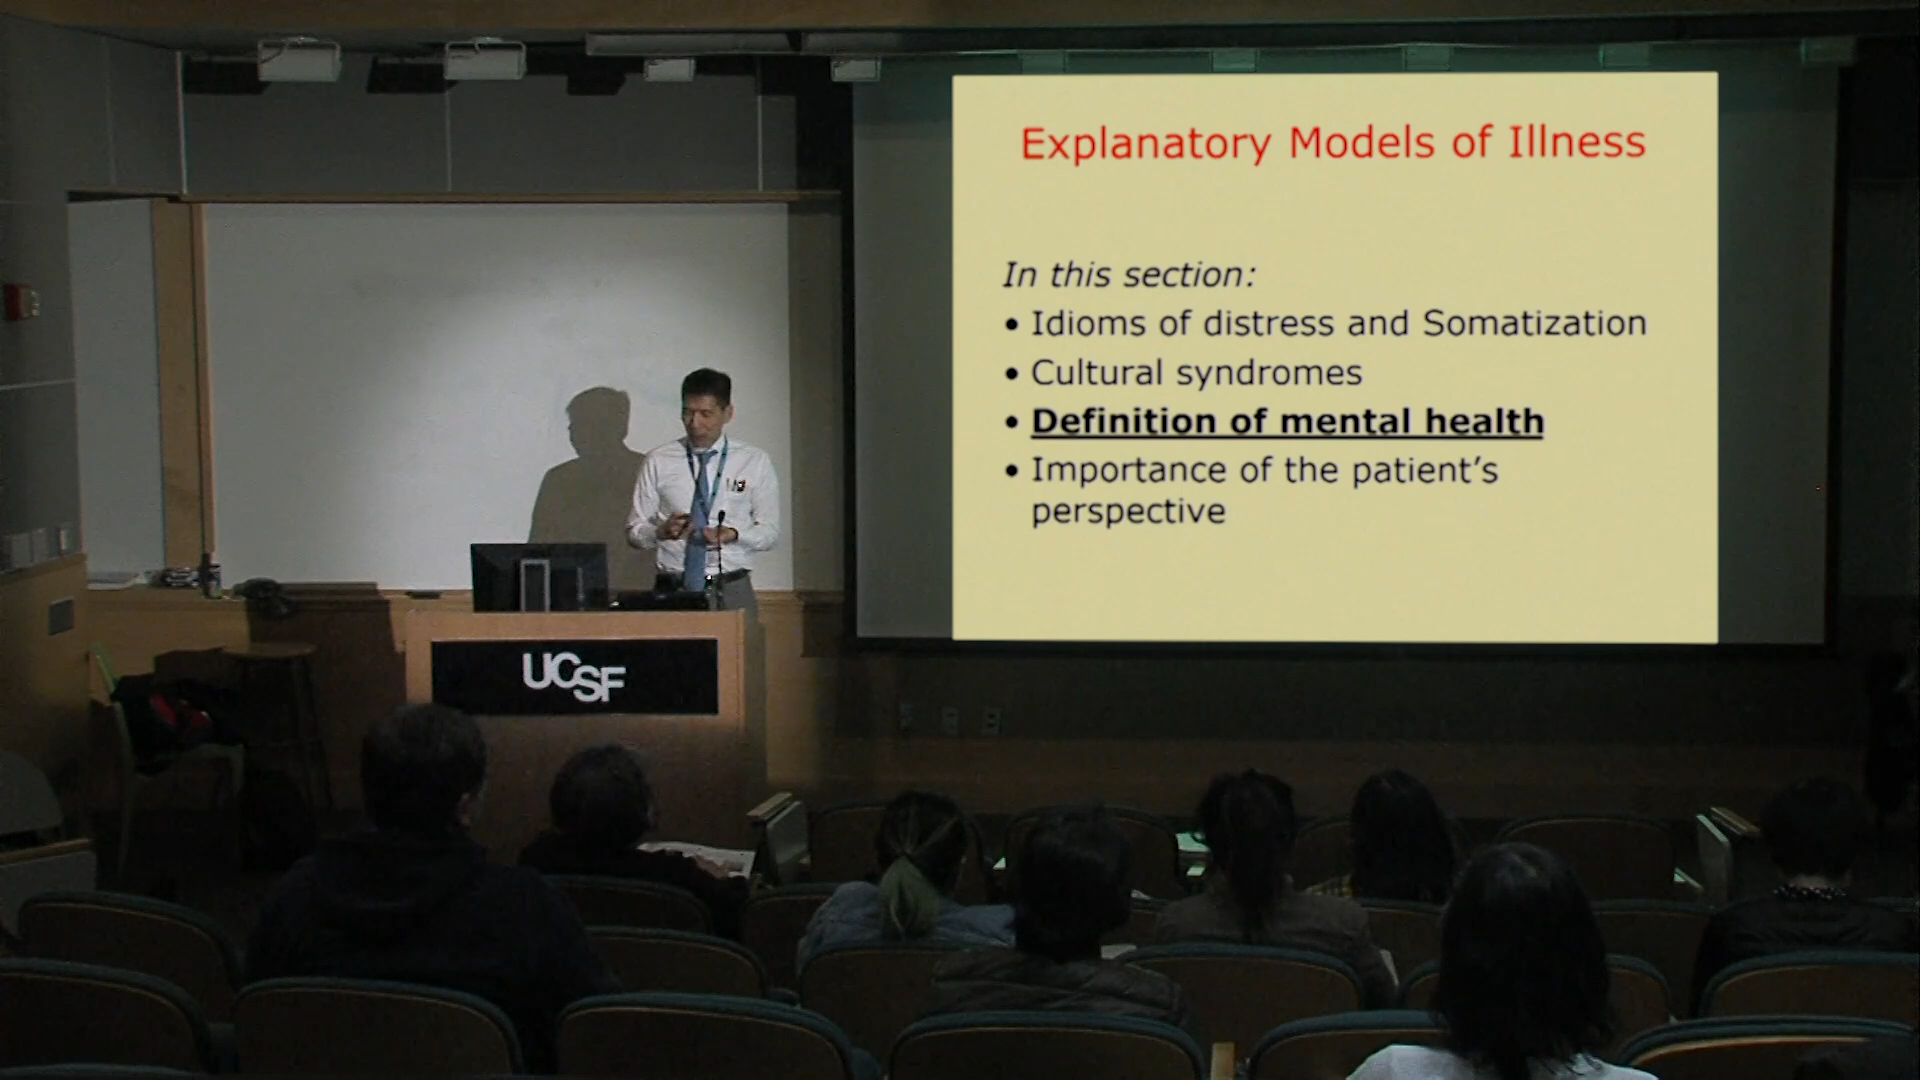 Explanatory Models of Illness
In this section:
• Idioms of distress and Somatization
• Cultural syndromes
• Definition of mental health
• Importance of the patient's
perspective
UCSF